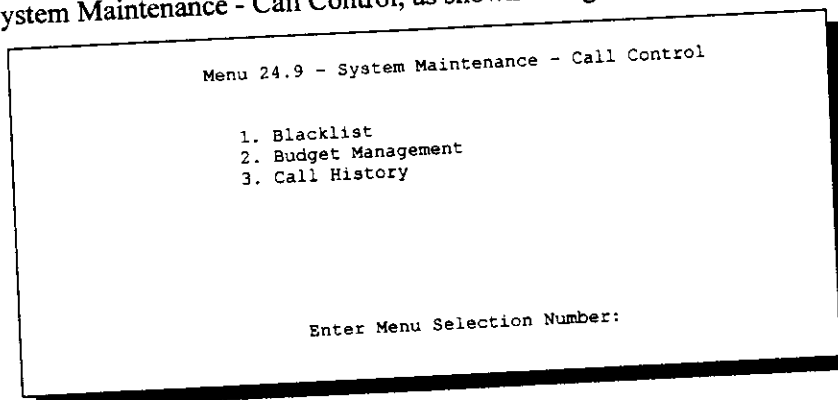 ystem Maintenance - Call Control, as shown
Menu 24.9 - System Maintenance - Call Control
1. Blacklist
2. Budget Management
3. Call History
Enter Menu Selection Number: